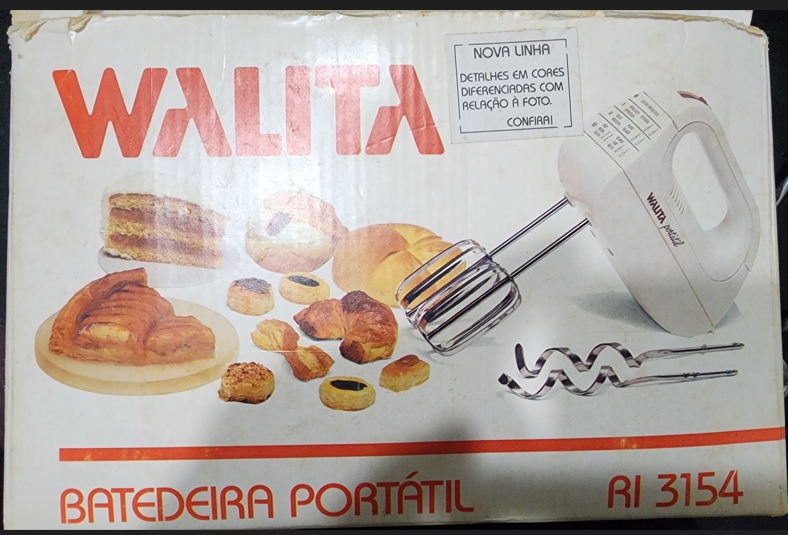 WALITA
NOVA LINHA
DETALHES EM CORES
DIFERENCIADAS COM
RELAÇÃO À FOTO.
CONFIRA!
WALITA portátil
BATEDEIRA PORTÁTIL
RI 3154